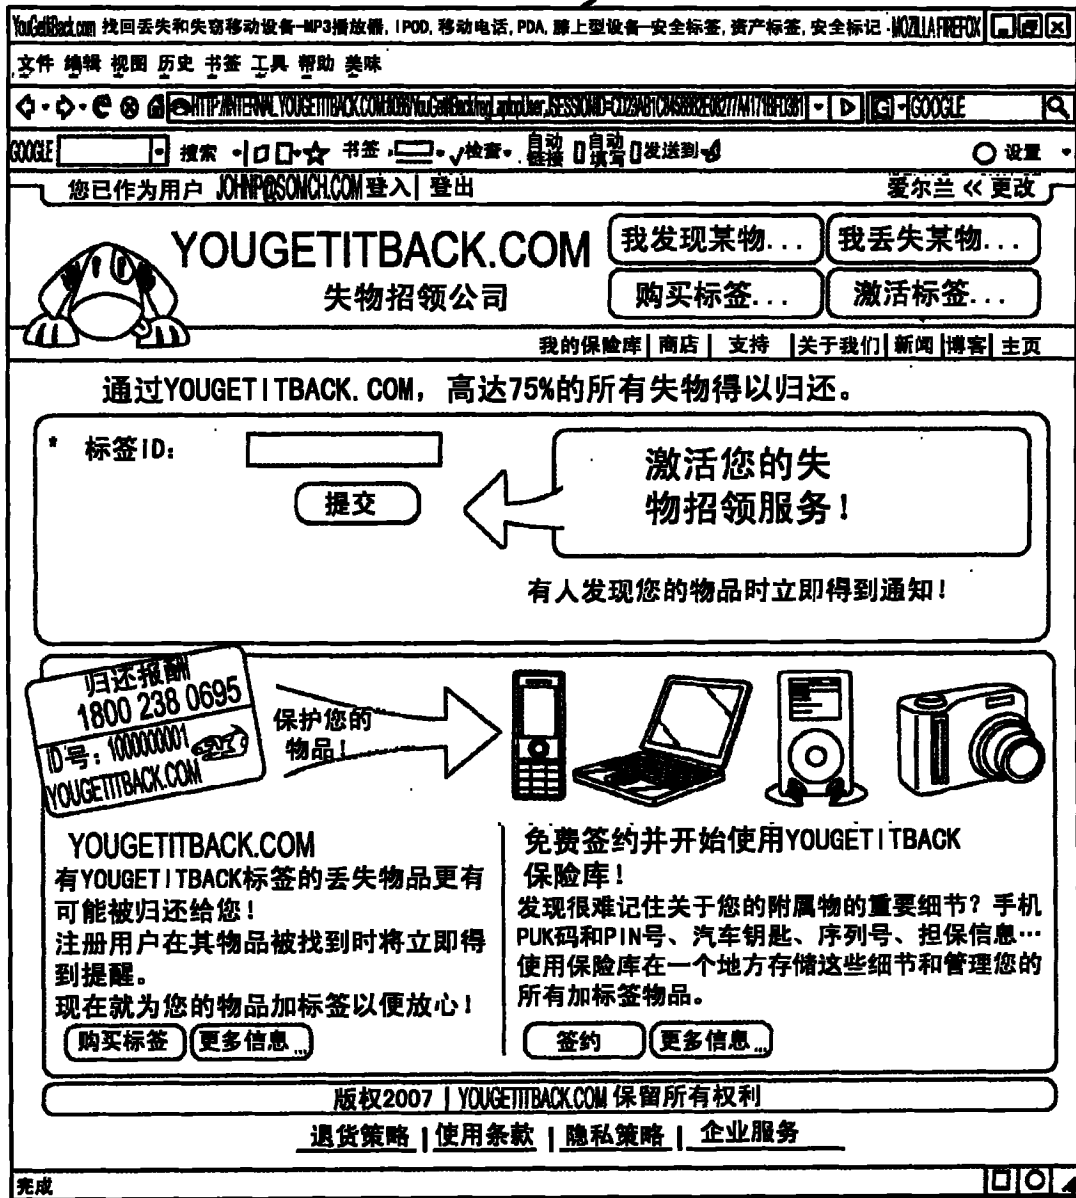 YouGetItBack.com 找回丢失和失窃移动设备-MP3播放器, IPOD, 移动电话, PDA, 膝上型设备-安全标签, 资产标签, 安全标记 - MOZILLA FIREFOX
文件 编辑 视图 历史 书签 工具 帮助 美味
GOOGLE
GOOGLE 搜索 书签 检查 自动链接 自动填写 发送到 设置
您已作为用户 JOHNP@SONICH.COM登入| 登出 爱尔兰 << 更改
YOUGETITBACK.COM
失物招领公司
我发现某物... 我丢失某物...
购买标签... 激活标签...
我的保险库| 商店 | 支持 |关于我们| 新闻 |博客| 主页
通过YOUGETITBACK.COM, 高达75%的所有失物得以归还。
* 标签ID:
提交
激活您的失
物招领服务!
有人发现您的物品时立即得到通知!
归还报酬
1800 238 0695
ID号: 100000001
YOUGETITBACK.COM
保护您的
物品!
YOUGETITBACK.COM
有YOUGETITBACK标签的丢失物品更有
可能被归还给您!
注册用户在其物品被找到时将立即得
到提醒。
现在就为您的物品加标签以便放心!
购买标签 更多信息...
免费签约并开始使用YOUGETITBACK
保险库!
发现很难记住关于您的附属物的重要细节? 手机
PUK码和PIN号、汽车钥匙、序列号、担保信息…
使用保险库在一个地方存储这些细节和管理您的
所有加标签物品。
签约 更多信息...
版权2007 | YOUGETITBACK.COM 保留所有权利
退货策略 | 使用条款 | 隐私策略 | 企业服务
完成